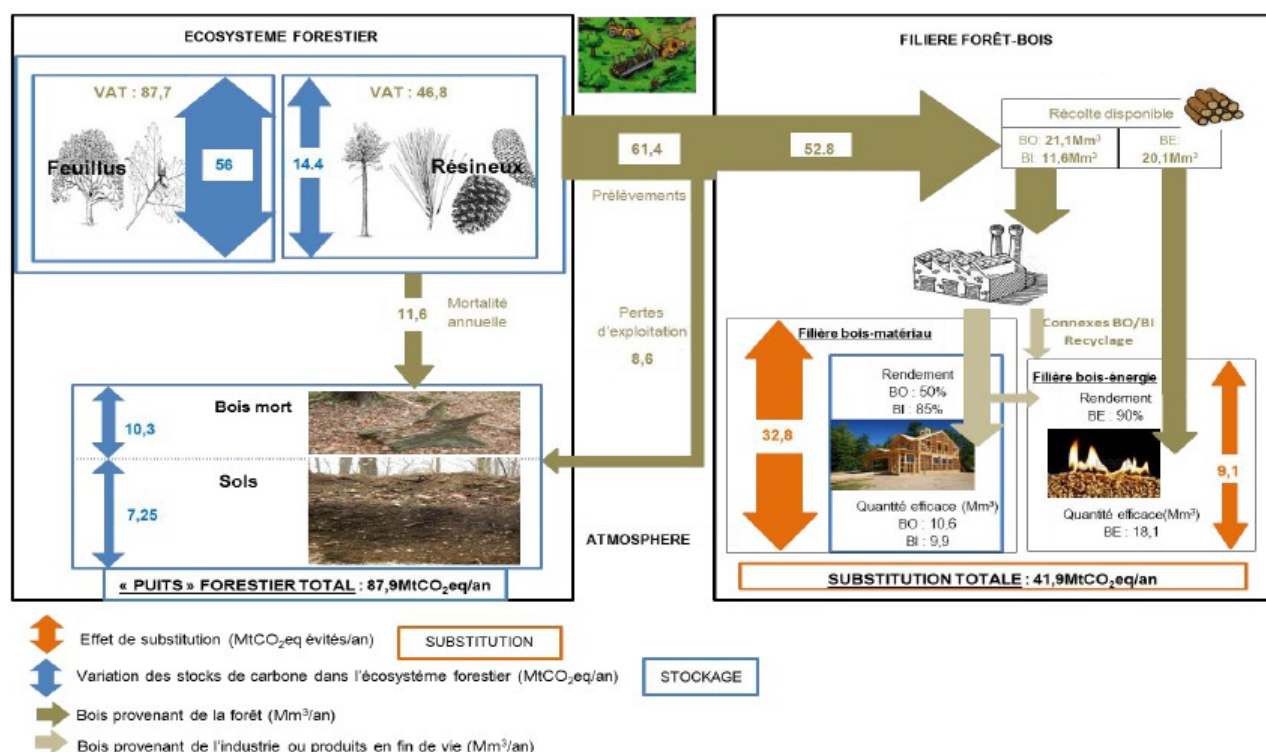 ECOSYSTEME FORESTIER
VAT : 87,7
Feuillus
56
VAT : 46,8
14.4
Résineux
61,4
52.8
Prélèvements
11,6
Mortalité
annuelle
Pertes
d'exploitation
8,6
10,3
Bois mort
7,25
Sols
« PUITS » FORESTIER TOTAL : 87,9MtCO₂eq/an
ATMOSPHERE
FILIERE FORÊT-BOIS
Récolte disponible
BO: 21,1Mm³
BI: 11,6Mm³
BE:
20,1Mm³
Connexes BO/BI
Recyclage
Filière bois-matériau
32,8
Rendement
BO : 50%
BI : 85%
Quantité efficace (Mm³)
BO : 10,6
BI : 9,9
Filière bois-énergie
Rendement
BE : 90%
9,1
Quantité efficace(Mm³)
BE : 18,1
SUBSTITUTION TOTALE : 41,9MtCO₂eq/an
Effet de substitution (MtCO₂eq évités/an)
SUBSTITUTION
Variation des stocks de carbone dans l'écosystème forestier (MtCO₂eq/an)
STOCKAGE
Bois provenant de la forêt (Mm³/an)
Bois provenant de l'industrie ou produits en fin de vie (Mm³/an)